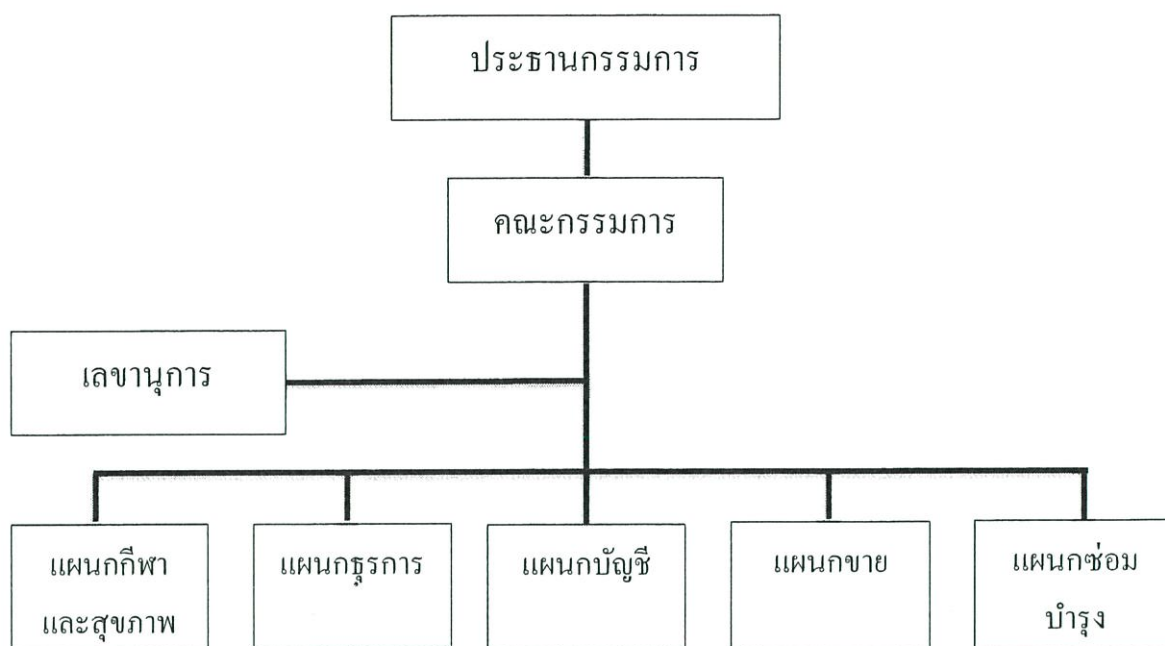 ประธานกรรมการ
คณะกรรมการ
เลขานุการ
แผนกกีฬา
และสุขภาพ
แผนกธุรการ
แผนกบัญชี
แผนกขาย
แผนกซ่อม
บำรุง